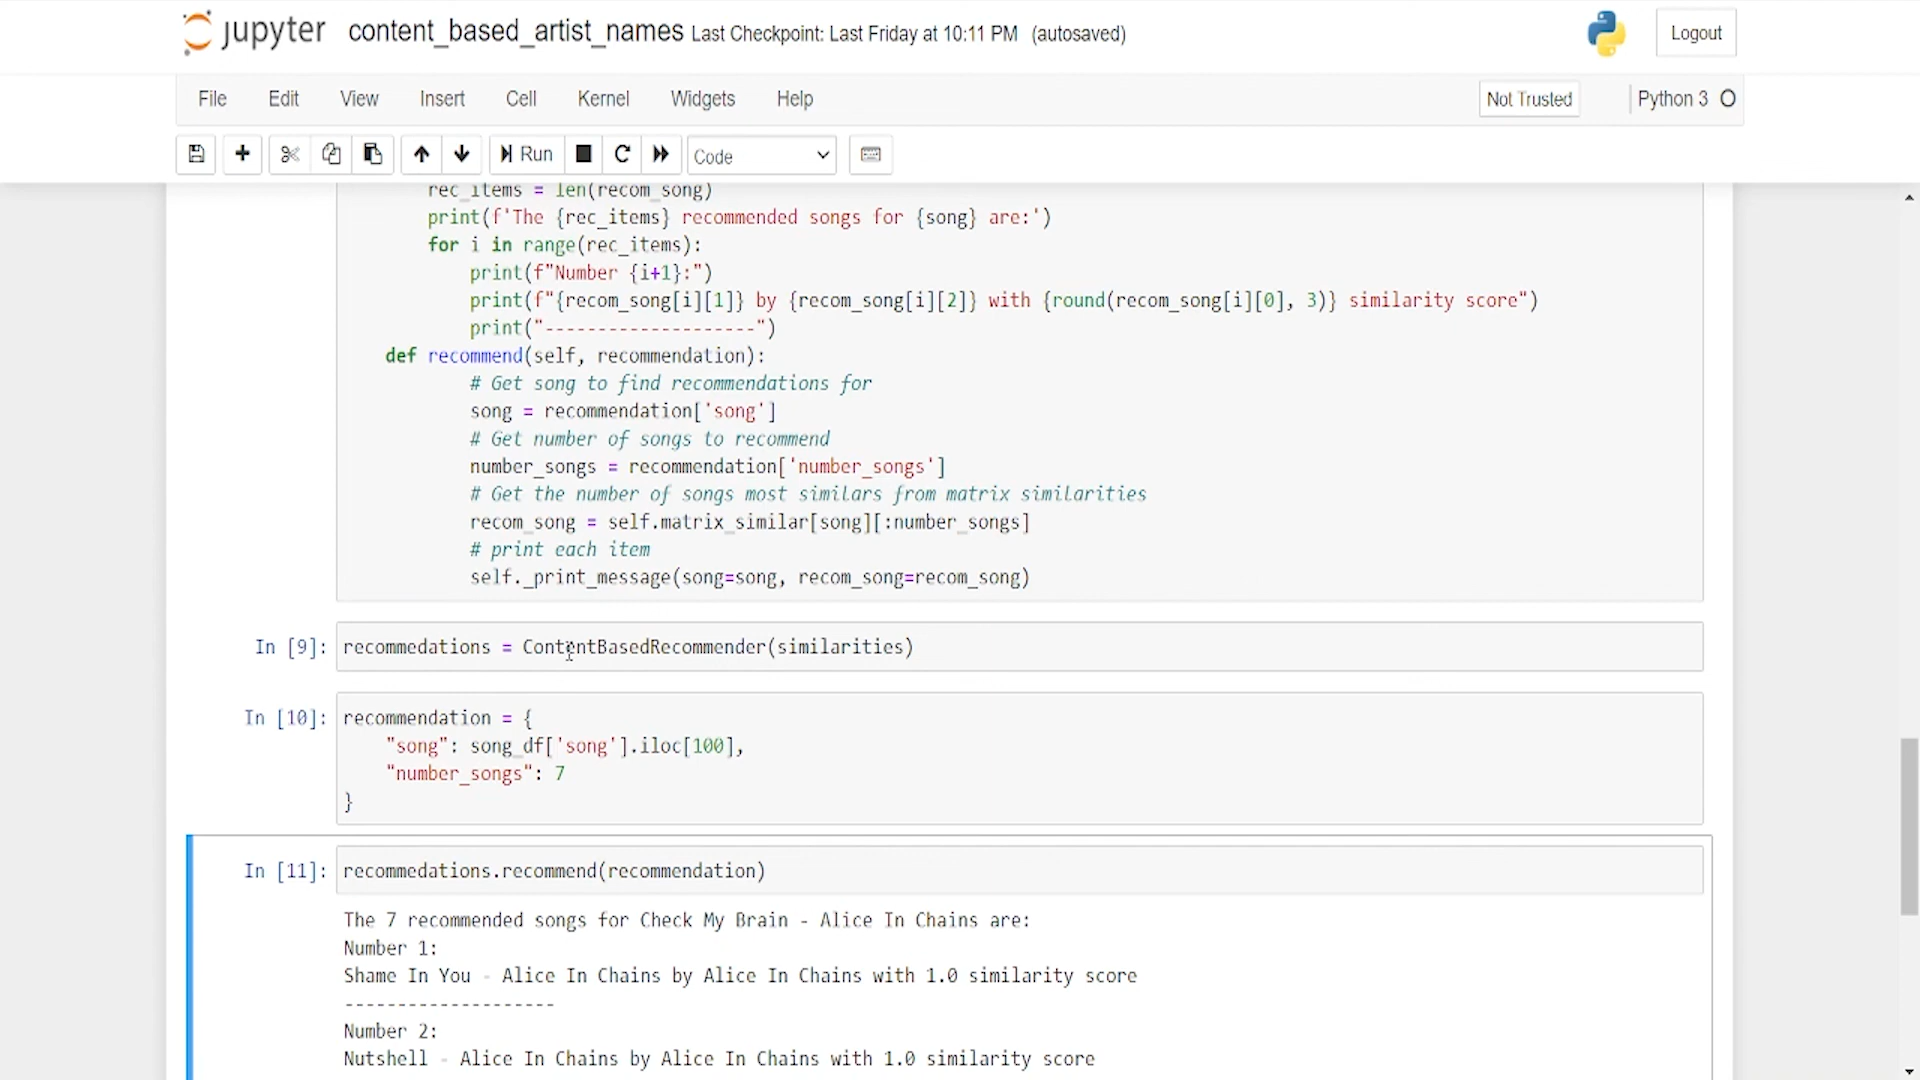 jupyter content_based_artist_names Last Checkpoint: Last Friday at 10:11 PM (autosaved) Logout
File Edit View Insert Cell Kernel Widgets Help Not Trusted Python 3
Run Code
rec_items = len(recom_song)
print(f'The {rec_items} recommended songs for {song} are:')
for i in range(rec_items):
print(f"Number {i+1}:")
print(f"{recom_song[i][1]} by {recom_song[i][2]} with {round(recom_song[i][0], 3)} similarity score")
print("--------------------")
def recommend(self, recommendation):
# Get song to find recommendations for
song = recommendation['song']
# Get number of songs to recommend
number_songs = recommendation['number_songs']
# Get the number of songs most similars from matrix similarities
recom_song = self.matrix_similar[song][:number_songs]
# print each item
self._print_message(song=song, recom_song=recom_song)
In [9]: recommedations = ContentBasedRecommender(similarities)
In [10]: recommendation = {
"song": song_df['song'].iloc[100],
"number_songs": 7
}
In [11]: recommedations.recommend(recommendation)
The 7 recommended songs for Check My Brain - Alice In Chains are:
Number 1:
Shame In You - Alice In Chains by Alice In Chains with 1.0 similarity score
--------------------
Number 2:
Nutshell - Alice In Chains by Alice In Chains with 1.0 similarity score